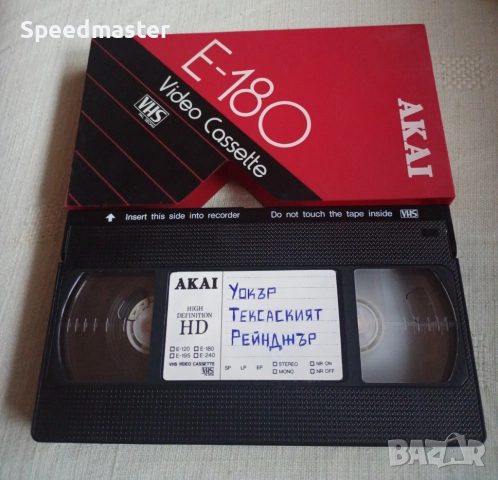 Speedmaster
E-180
Video Cassette
VHS
AKAI
Insert this side into recorder
Do not touch the tape inside VHS
AKAI
HIGH
DEFINITION
HD
E-120 E-180
E-195 E-240
VHS VIDEO CASSETTE
VHS
Уокър
Тексаският
Рейнджър
SP LP EP STEREO NR ON
MONO NR OFF
BAZAR